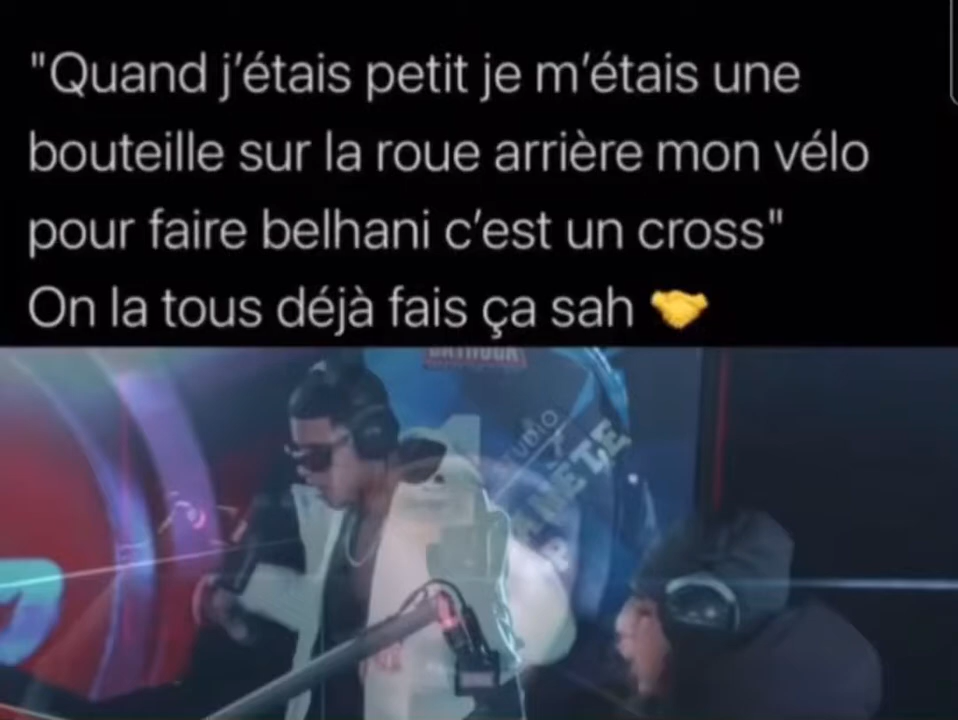 "Quand j'étais petit je m'étais une
bouteille sur la roue arrière mon vélo
pour faire belhani c'est un cross"
On la tous déjà fais ça sah 🤝